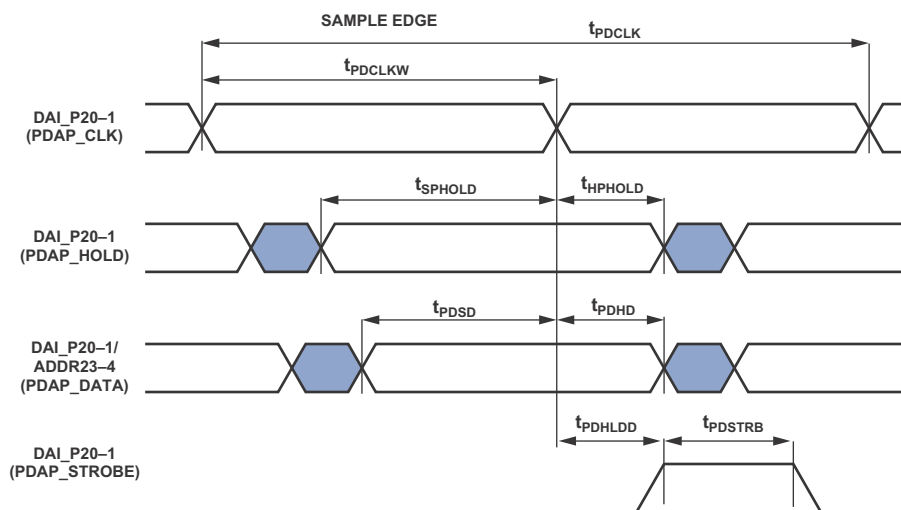 SAMPLE EDGE
tPDCLK
tPDCLKW
DAI_P20–1
(PDAP_CLK)
tSPHOLD
tHPHOLD
DAI_P20–1
(PDAP_HOLD)
tPDSD
tPDHD
DAI_P20–1/
ADDR23–4
(PDAP_DATA)
tPDHLDD
tPDSTRB
DAI_P20–1
(PDAP_STROBE)